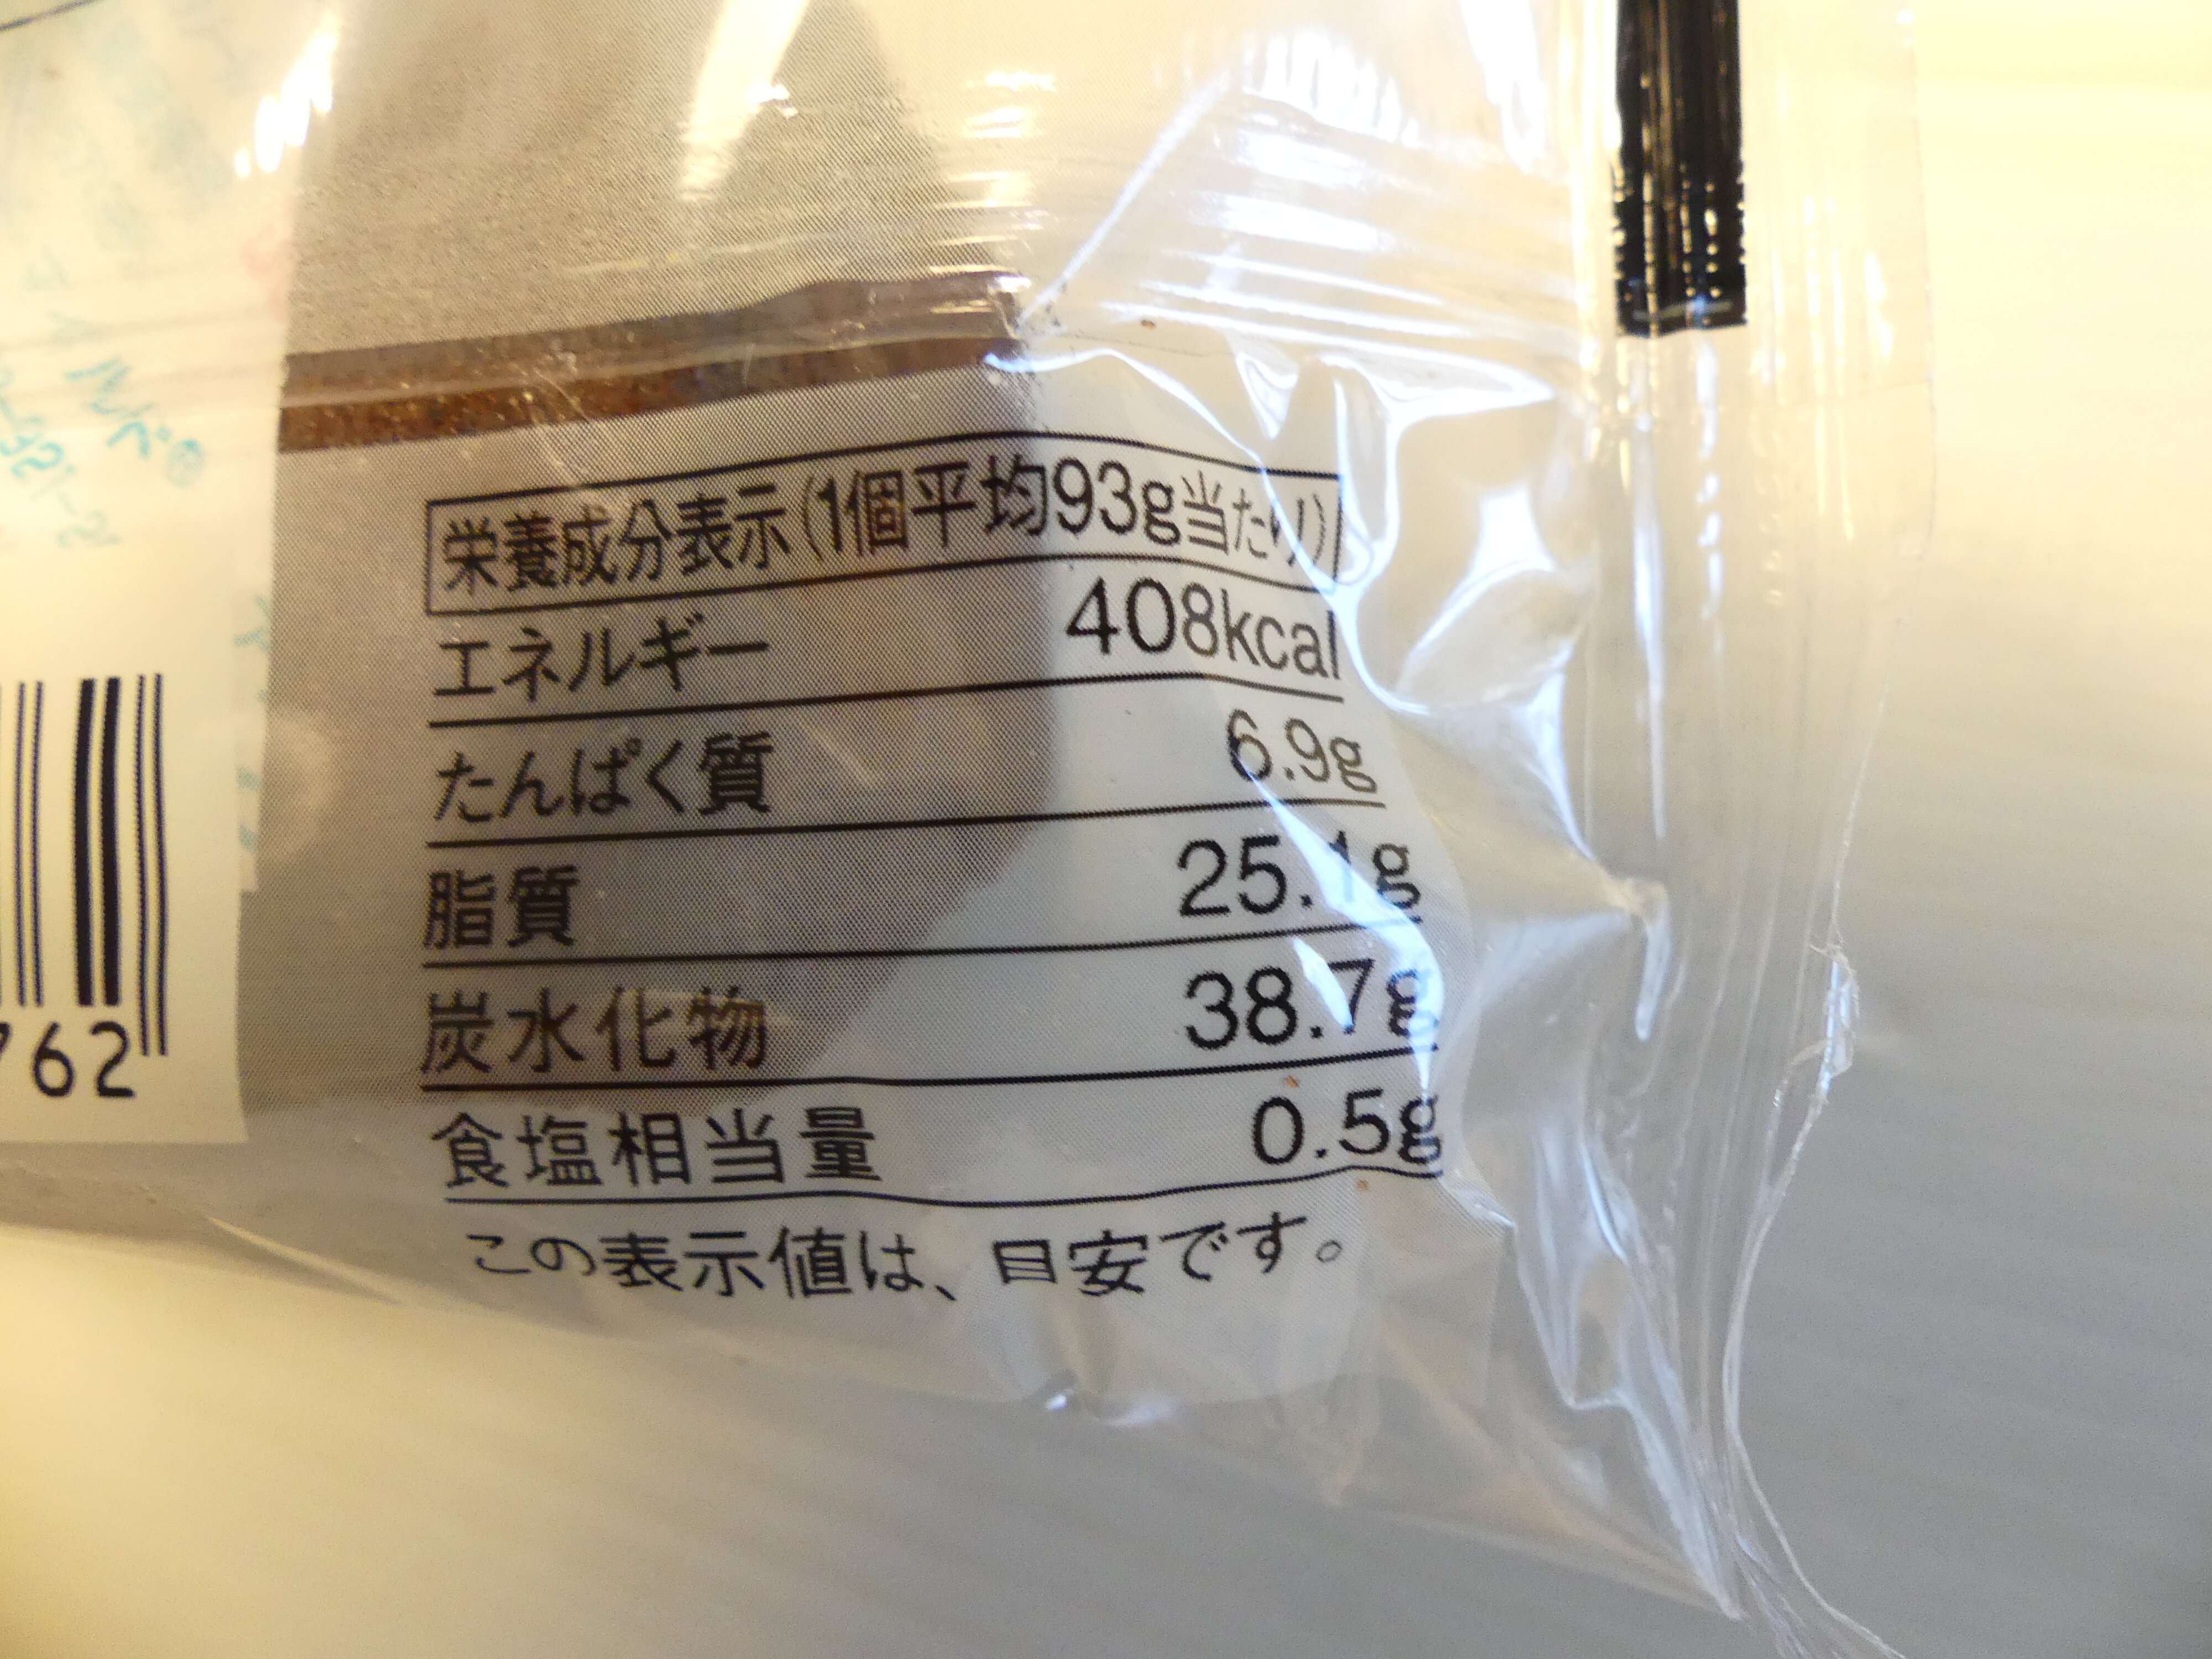 栄養成分表示(1個平均93g当たり)
エネルギー 408kcal
たんぱく質 6.9g
脂質 25.1g
炭水化物 38.7g
食塩相当量 0.5g
この表示値は、目安です。
762